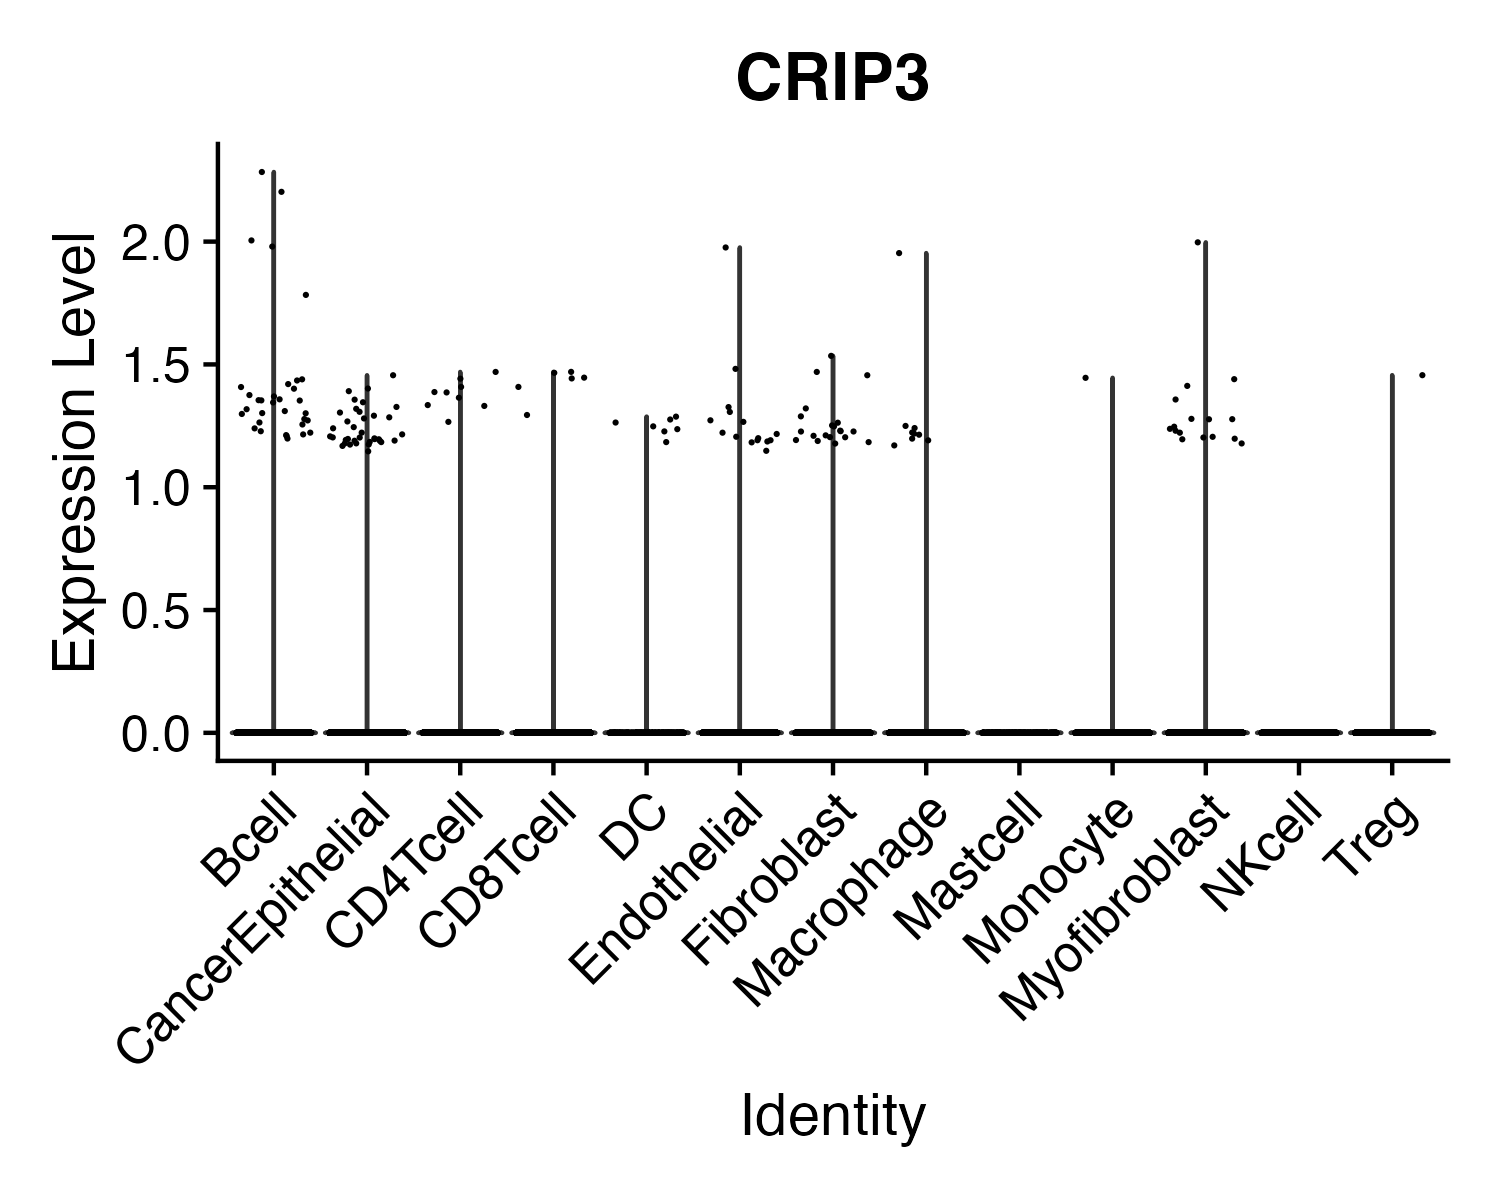 CRIP3
Expression Level
2.0
1.5
1.0
0.5
0.0
Bcell
CancerEpithelial
CD4Tcell
CD8Tcell
DC
Endothelial
Fibroblast
Macrophage
Mastcell
Monocyte
Myofibroblast
NKcell
Treg
Identity